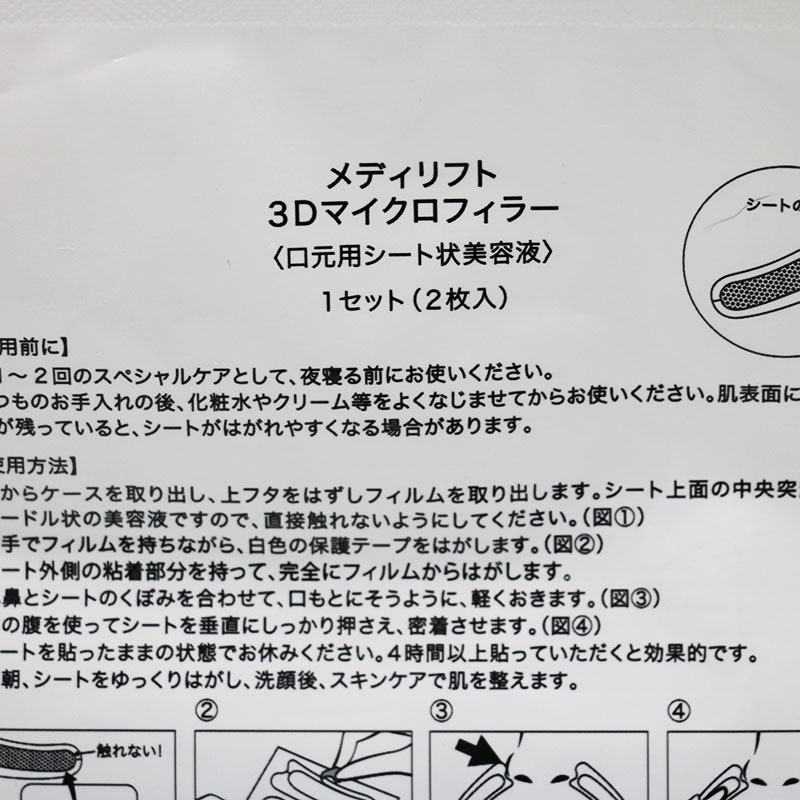 メディリフト
3Dマイクロフィラー
〈口元用シート状美容液〉
1セット(2枚入)
シートの
用前に】
1~2回のスペシャルケアとして、夜寝る前にお使いください。
つものお手入れの後、化粧水やクリーム等をよくなじませてからお使いください。肌表面に
が残っていると、シートがはがれやすくなる場合があります。
使用方法】
からケースを取り出し、上フタをはずしフィルムを取り出します。シート上面の中央突
ードル状の美容液ですので、直接触れないようにしてください。(図①)
手でフィルムを持ちながら、白色の保護テープをはがします。(図②)
ート外側の粘着部分を持って、完全にフィルムからはがします。
鼻とシートのくぼみを合わせて、口もとにそうように、軽くおきます。(図③)
の腹を使ってシートを垂直にしっかり押さえ、密着させます。(図④)
ートを貼ったままの状態でお休みください。4時間以上貼っていただくと効果的です。
朝、シートをゆっくりはがし、洗顔後、スキンケアで肌を整えます。
② ③ ④
触れない!